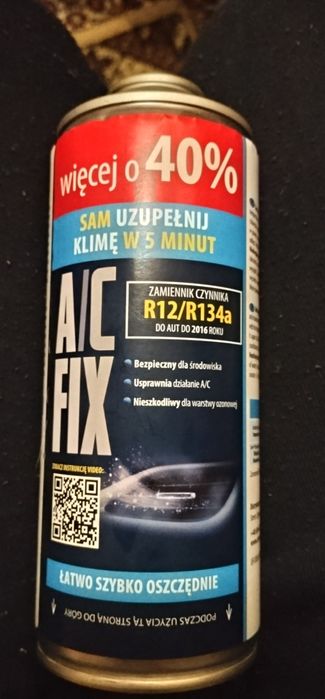 więcej o 40%
SAM UZUPEŁNIJ
KLIMĘ W 5 MINUT
A/C
FIX
ZAMIENNIK CZYNNIKA
R12/R134a
DO AUT DO 2016 ROKU
Bezpieczny dla środowiska
Usprawnia działanie A/C
Nieszkodliwy dla warstwy ozonowej
ZOBACZ INSTRUKCJĘ VIDEO:
ŁATWO SZYBKO OSZCZĘDNIE
PODCZAS UŻYCIA TĄ STRONĄ DO GÓRY